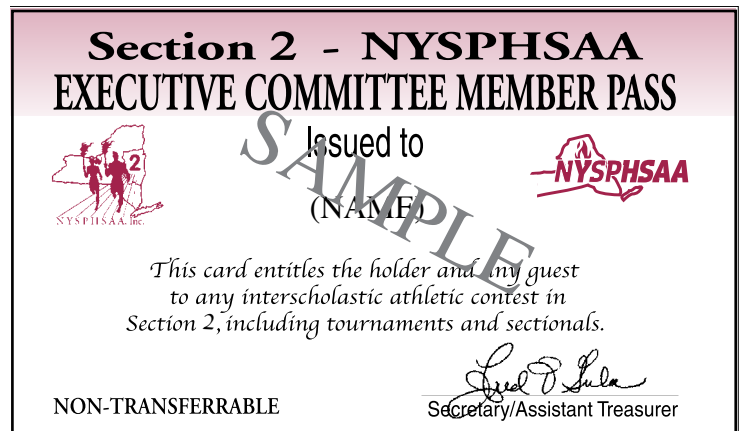 Section 2 - NYSPHSAA
EXECUTIVE COMMITTEE MEMBER PASS
Issued to
SAMPLE
2
NYSPHSAA, Inc.
NYSPHSAA
(NAME)
This card entitles the holder and any guest
to any interscholastic athletic contest in
Section 2, including tournaments and sectionals.
NON-TRANSFERRABLE
Secretary/Assistant Treasurer